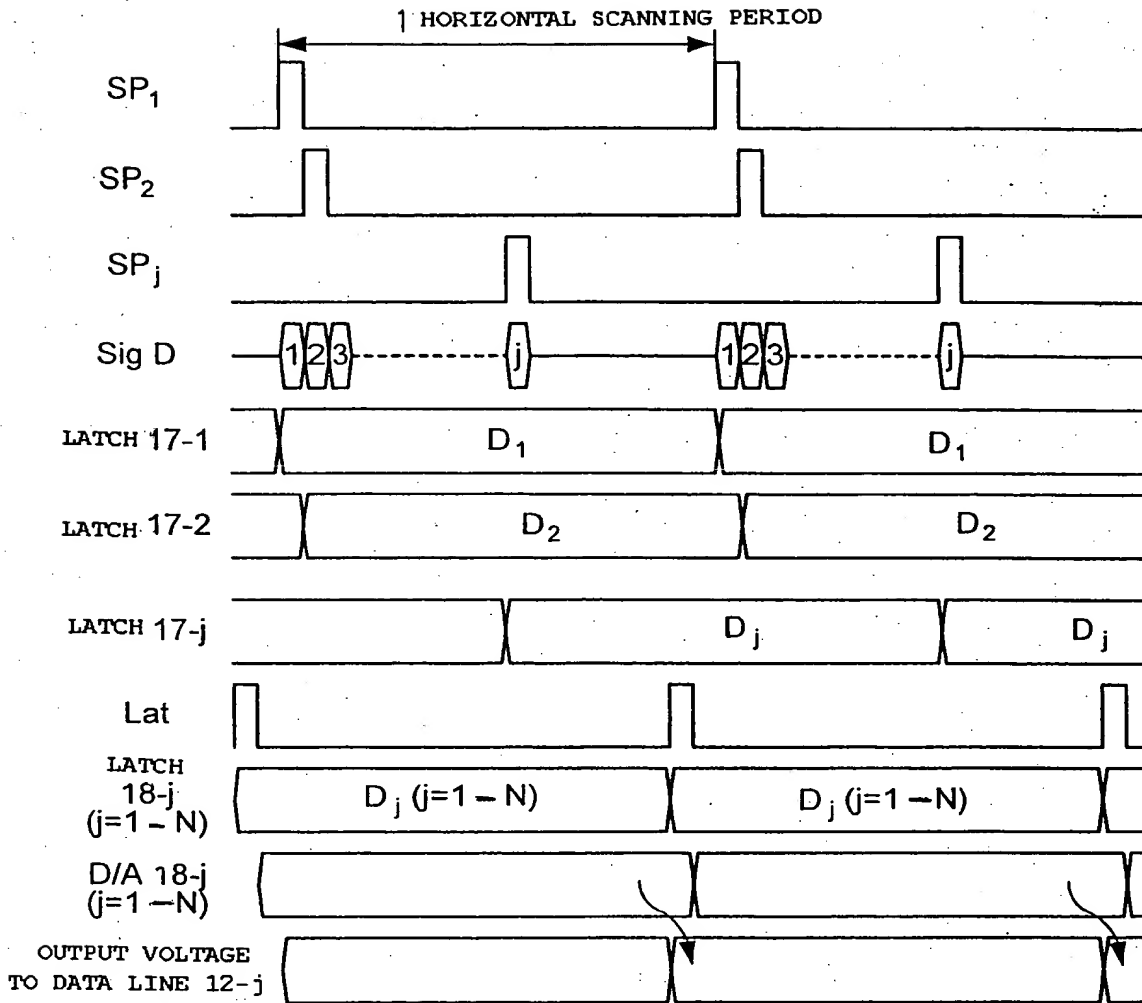 1 HORIZONTAL SCANNING PERIOD
SP1
SP2
SPj
Sig D
1 2 3 j 1 2 3 j
LATCH 17-1 D1 D1
LATCH 17-2 D2 D2
LATCH 17-j Dj Dj
Lat
LATCH
18-j
(j=1-N)
Dj (j=1-N) Dj (j=1-N)
D/A 18-j
(j=1-N)
OUTPUT VOLTAGE
TO DATA LINE 12-j